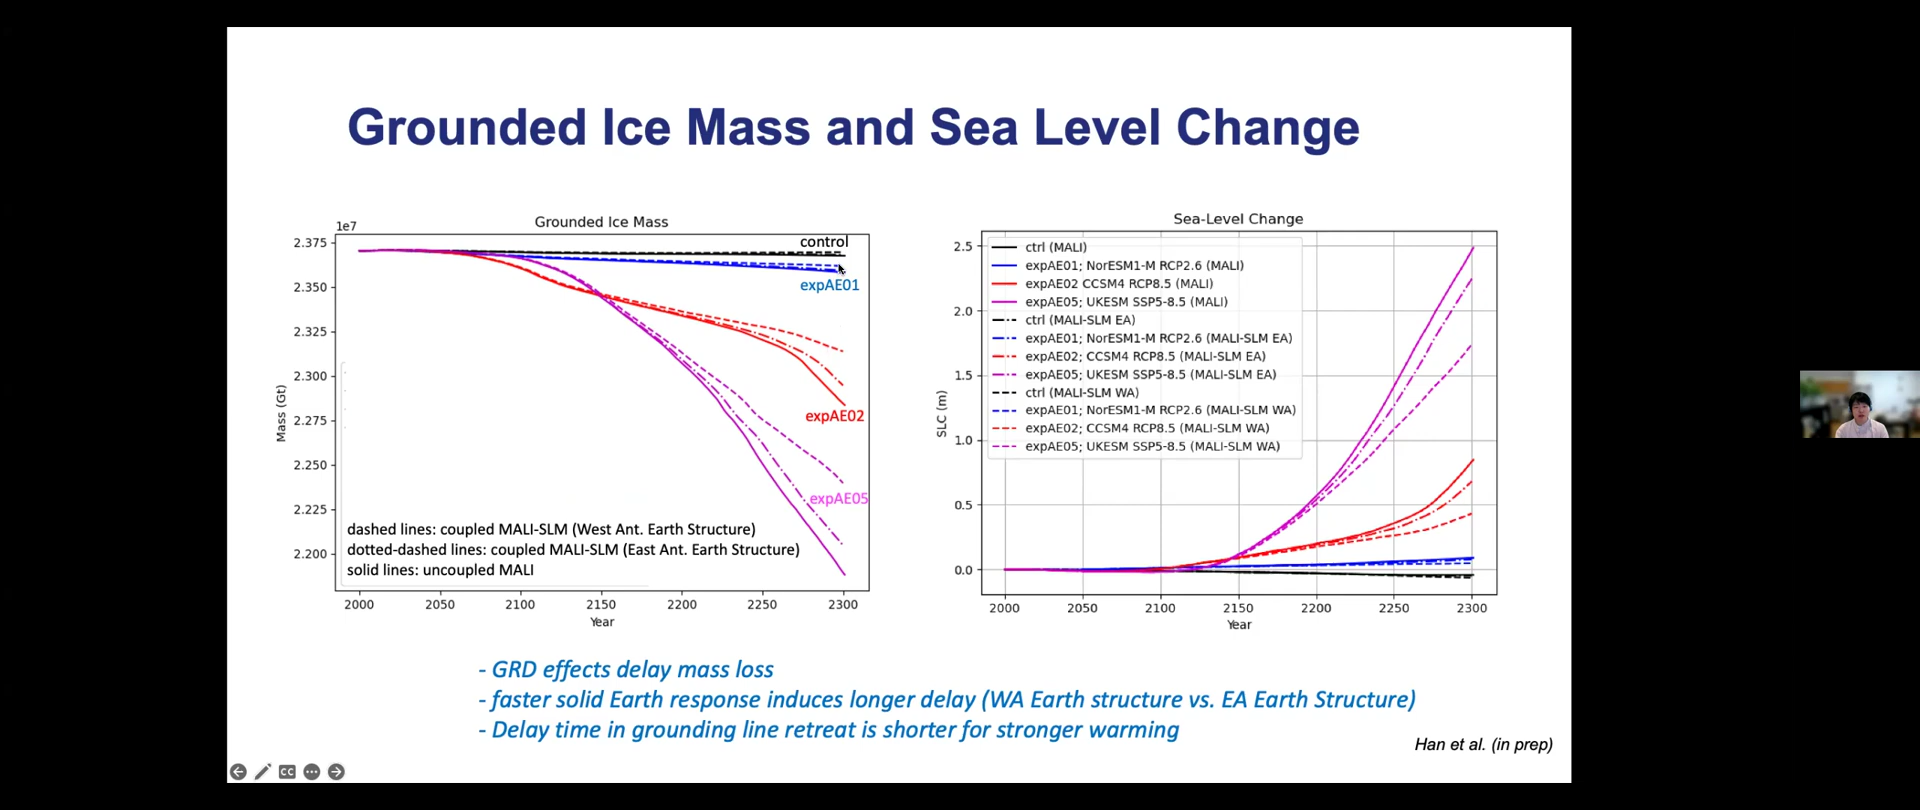 Grounded Ice Mass and Sea Level Change
Grounded Ice Mass
1e7
2.375
2.350
2.325
2.300
2.275
2.250
2.225
2.200
Mass (Gt)
control
expAE01
expAE02
expAE05
dashed lines: coupled MALI-SLM (West Ant. Earth Structure)
dotted-dashed lines: coupled MALI-SLM (East Ant. Earth Structure)
solid lines: uncoupled MALI
2000 2050 2100 2150 2200 2250 2300
Year
Sea-Level Change
2.5
2.0
1.5
1.0
0.5
0.0
SLC (m)
ctrl (MALI)
expAE01; NorESM1-M RCP2.6 (MALI)
expAE02 CCSM4 RCP8.5 (MALI)
expAE05; UKESM SSP5-8.5 (MALI)
ctrl (MALI-SLM EA)
expAE01; NorESM1-M RCP2.6 (MALI-SLM EA)
expAE02; CCSM4 RCP8.5 (MALI-SLM EA)
expAE05; UKESM SSP5-8.5 (MALI-SLM EA)
ctrl (MALI-SLM WA)
expAE01; NorESM1-M RCP2.6 (MALI-SLM WA)
expAE02; CCSM4 RCP8.5 (MALI-SLM WA)
expAE05; UKESM SSP5-8.5 (MALI-SLM WA)
2000 2050 2100 2150 2200 2250 2300
Year
- GRD effects delay mass loss
- faster solid Earth response induces longer delay (WA Earth structure vs. EA Earth Structure)
- Delay time in grounding line retreat is shorter for stronger warming
Han et al. (in prep)
CC